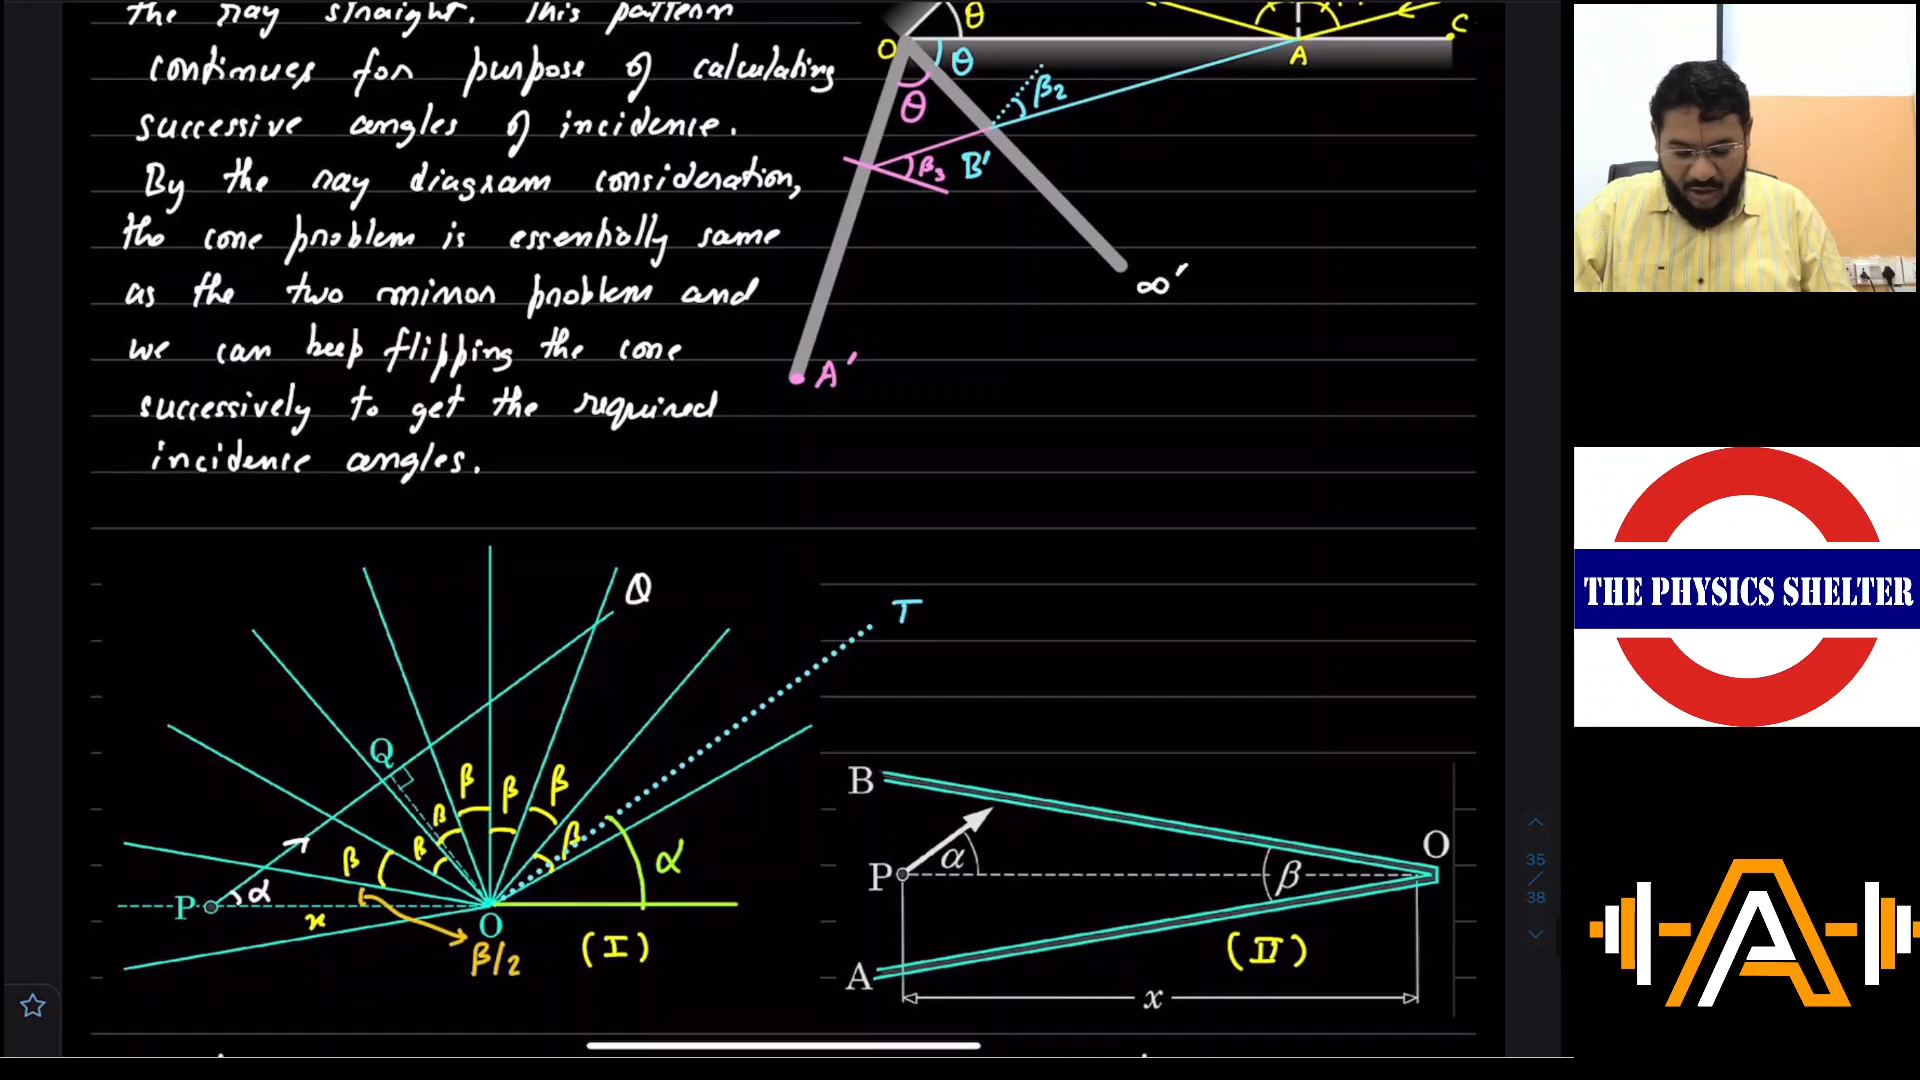 the ray straight. This pattern
continues for purpose of calculating
successive angles of incidence.
By the ray diagram consideration,
the cone problem is essentially same
as the two mirror problem and
we can keep flipping the cone
successively to get the required
incidence angles.
θ
O
θ
θ
A
C
β₂
β₃
B'
∞'
A'
Q
T
Q
β
β
β
β
β
β
β
α
P
α
x
O
β/2
(I)
B
P
α
β
O
A
(II)
x
35
/
38
THE PHYSICS SHELTER